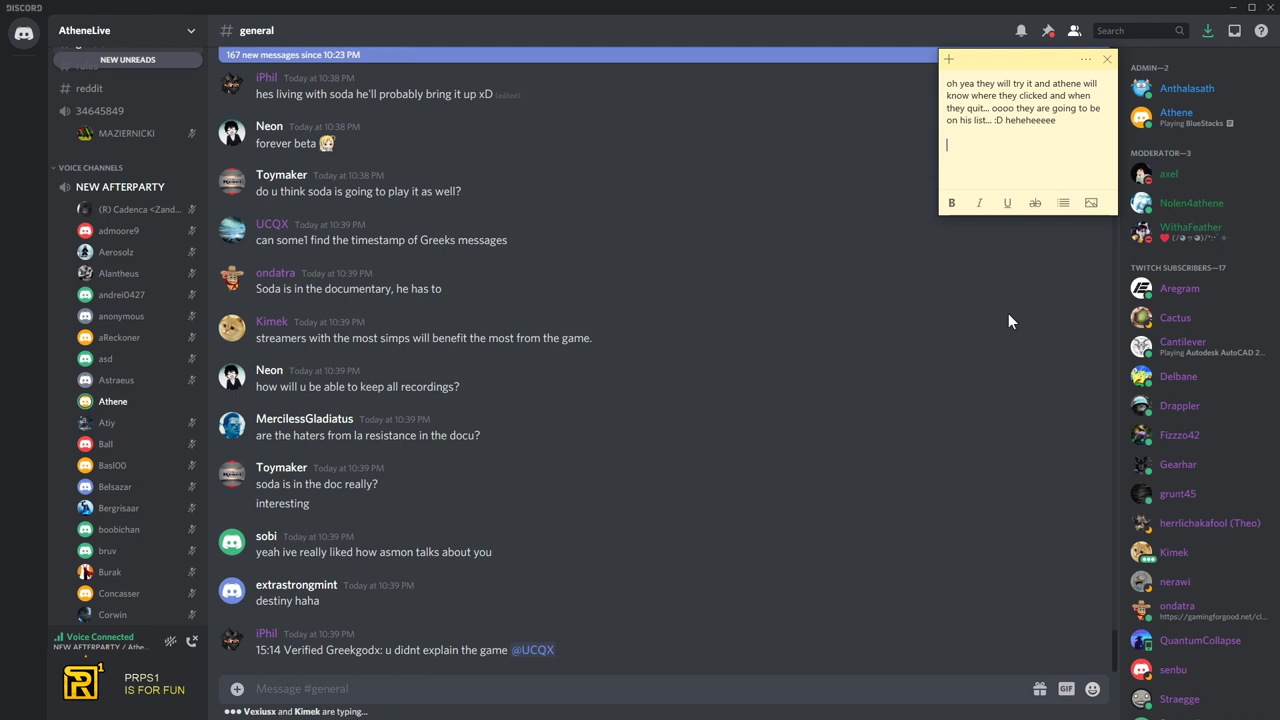 DISCORD
AtheneLive
NEW UNREADS
reddit
34645849
MAZIERNICKI
VOICE CHANNELS
NEW AFTERPARTY
(R) Cadenca <Zand...
admoore9
Aerosolz
Alantheus
andrei0427
anonymous
aReckoner
asd
Astraeus
Athene
Atiy
Ball
Basl00
Belsazar
Bergrisaar
boobichan
bruv
Burak
Concasser
Corwin
Voice Connected
NEW AFTERPARTY / Athe...
PRPS1
IS FOR FUN
# general
Search
167 new messages since 10:23 PM
iPhil Today at 10:38 PM
hes living with soda he'll probably bring it up xD (edited)
Neon Today at 10:38 PM
forever beta
Toymaker Today at 10:38 PM
do u think soda is going to play it as well?
UCQX Today at 10:39 PM
can some1 find the timestamp of Greeks messages
ondatra Today at 10:39 PM
Soda is in the documentary, he has to
Kimek Today at 10:39 PM
streamers with the most simps will benefit the most from the game.
Neon Today at 10:39 PM
how will u be able to keep all recordings?
MercilessGladiatus Today at 10:39 PM
are the haters from la resistance in the docu?
Toymaker Today at 10:39 PM
soda is in the doc really?
interesting
sobi Today at 10:39 PM
yeah ive really liked how asmon talks about you
extrastrongmint Today at 10:39 PM
destiny haha
iPhil Today at 10:39 PM
15:14 Verified Greekgodx: u didnt explain the game @UCQX
Message #general
GIF
Vexiusx and Kimek are typing...
oh yea they will try it and athene will
know where they clicked and when
they quit... oooo they are going to be
on his list... :D heheheeeee
B I U ab
ADMIN—2
Anthalasath
Athene
Playing BlueStacks
MODERATOR—3
axel
Nolen4athene
WithaFeather
TWITCH SUBSCRIBERS—17
Aregram
Cactus
Cantilever
Playing Autodesk AutoCAD 2...
Delbane
Drappler
Fizzzo42
Gearhar
grunt45
herrlichakafool (Theo)
Kimek
nerawi
ondatra
https://gamingforgood.net/cl...
QuantumCollapse
senbu
Straegge